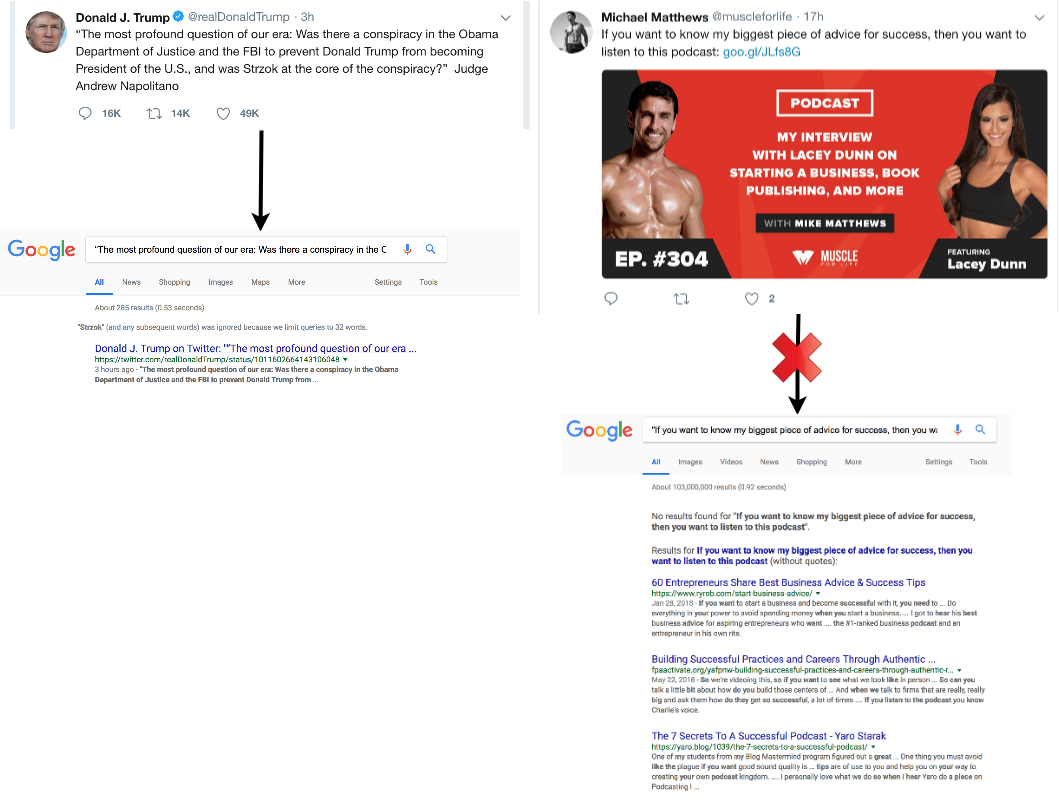 Donald J. Trump @realDonaldTrump · 3h
“The most profound question of our era: Was there a conspiracy in the Obama
Department of Justice and the FBI to prevent Donald Trump from becoming
President of the U.S., and was Strzok at the core of the conspiracy?” Judge
Andrew Napolitano
16K 14K 49K
Google "The most profound question of our era: Was there a conspiracy in the C
All News Shopping Images Maps More Settings Tools
About 285 results (0.53 seconds)
"Strzok" (and any subsequent words) was ignored because we limit queries to 32 words.
Donald J. Trump on Twitter: "“The most profound question of our era ...
https://twitter.com/realDonaldTrump/status/1011602664143106048
3 hours ago - "The most profound question of our era: Was there a conspiracy in the Obama
Department of Justice and the FBI to prevent Donald Trump from ...
Michael Matthews @muscleforlife · 17h
If you want to know my biggest piece of advice for success, then you want to
listen to this podcast: goo.gl/JLfs8G
PODCAST
MY INTERVIEW
WITH LACEY DUNN ON
STARTING A BUSINESS, BOOK
PUBLISHING, AND MORE
WITH MIKE MATTHEWS
EP. #304
MUSCLE
FOR LIFE
FEATURING
Lacey Dunn
2
Google "If you want to know my biggest piece of advice for success, then you wa
All Images Videos News Shopping More Settings Tools
About 103,000,000 results (0.92 seconds)
No results found for "If you want to know my biggest piece of advice for success,
then you want to listen to this podcast".
Results for If you want to know my biggest piece of advice for success, then you
want to listen to this podcast (without quotes):
60 Entrepreneurs Share Best Business Advice & Success Tips
https://www.ryrob.com/start-business-advice/
Jan 28, 2018 - If you want to start a business and become successful with it, you need to ... Do
everything in your power to avoid spending money when you start a business. ... I got to hear his best
business advice for aspiring entrepreneurs who want .... the #1-ranked business podcast and an
entrepreneur in his own rite.
Building Successful Practices and Careers Through Authentic ...
fpaactivate.org/yafpnw-building-successful-practices-and-careers-through-authentic-r...
May 22, 2018 - So we're videoing this, so if you want to see what we look like in person ... So can you
talk a little bit about how do you build those centers of ... And when we talk to firms that are really, really
big and ask them how do they get so successful, a lot of times ... If you listen to the podcast you know
Charlie's voice.
The 7 Secrets To A Successful Podcast - Yaro Starak
https://yaro.blog/1039/the-7-secrets-to-a-successful-podcast/
One of my students from my Blog Mastermind program figured out a great ... One thing you must avoid
like the plague if you want good sound quality is ... tips are of use to you and help you on your way to
creating your own podcast kingdom. .... I personally love what we do so when I hear Yaro do a piece on
Podcasting I ...